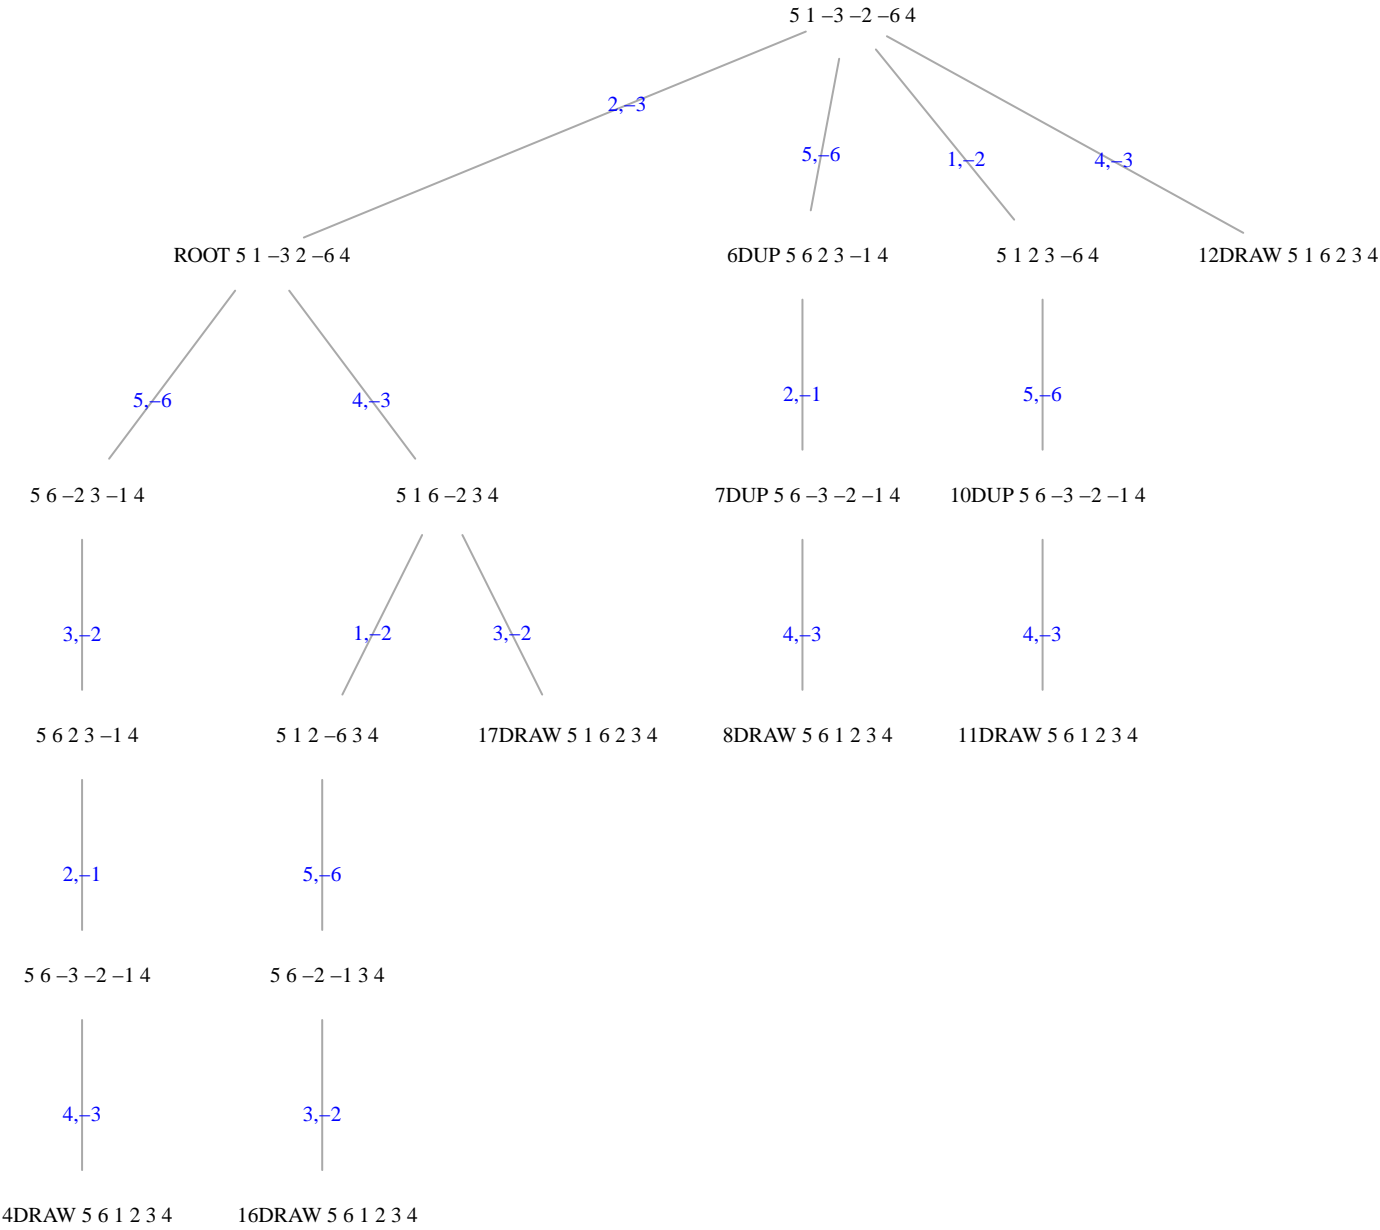 5 1 –3 –2 –6 4
2,–3
5,–6
1,–2
4,–3
ROOT 5 1 –3 2 –6 4
6DUP 5 6 2 3 –1 4
5 1 2 3 –6 4
12DRAW 5 1 6 2 3 4
5,–6
4,–3
2,–1
5,–6
5 6 –2 3 –1 4
5 1 6 –2 3 4
7DUP 5 6 –3 –2 –1 4
10DUP 5 6 –3 –2 –1 4
3,–2
1,–2
3,–2
4,–3
4,–3
5 6 2 3 –1 4
5 1 2 –6 3 4
17DRAW 5 1 6 2 3 4
8DRAW 5 6 1 2 3 4
11DRAW 5 6 1 2 3 4
2,–1
5,–6
5 6 –3 –2 –1 4
5 6 –2 –1 3 4
4,–3
3,–2
4DRAW 5 6 1 2 3 4
16DRAW 5 6 1 2 3 4